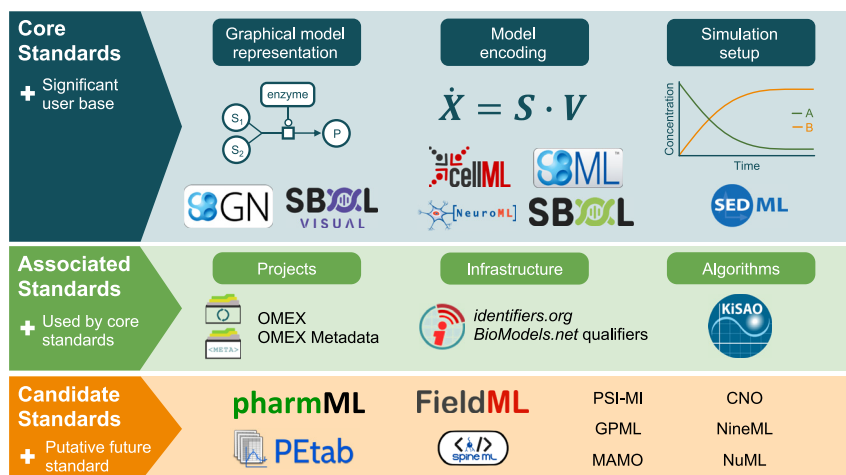 Core
Standards
+ Significant
user base
Graphical model
representation
Model
encoding
Simulation
setup
enzyme
S1
S2
P
Ẋ = S · V
Concentration
A
B
Time
SBGN
SBOL
VISUAL
cellML
SBML™
[NeuroML]
SBOL
SED ML
Associated
Standards
+ Used by core
standards
Projects
Infrastructure
Algorithms
OMEX
OMEX Metadata
<META>
identifiers.org
BioModels.net qualifiers
KiSAO
Candidate
Standards
+ Putative future
standard
pharmML
FieldML
PSI-MI
CNO
PEtab
spine ml
GPML
NineML
MAMO
NuML